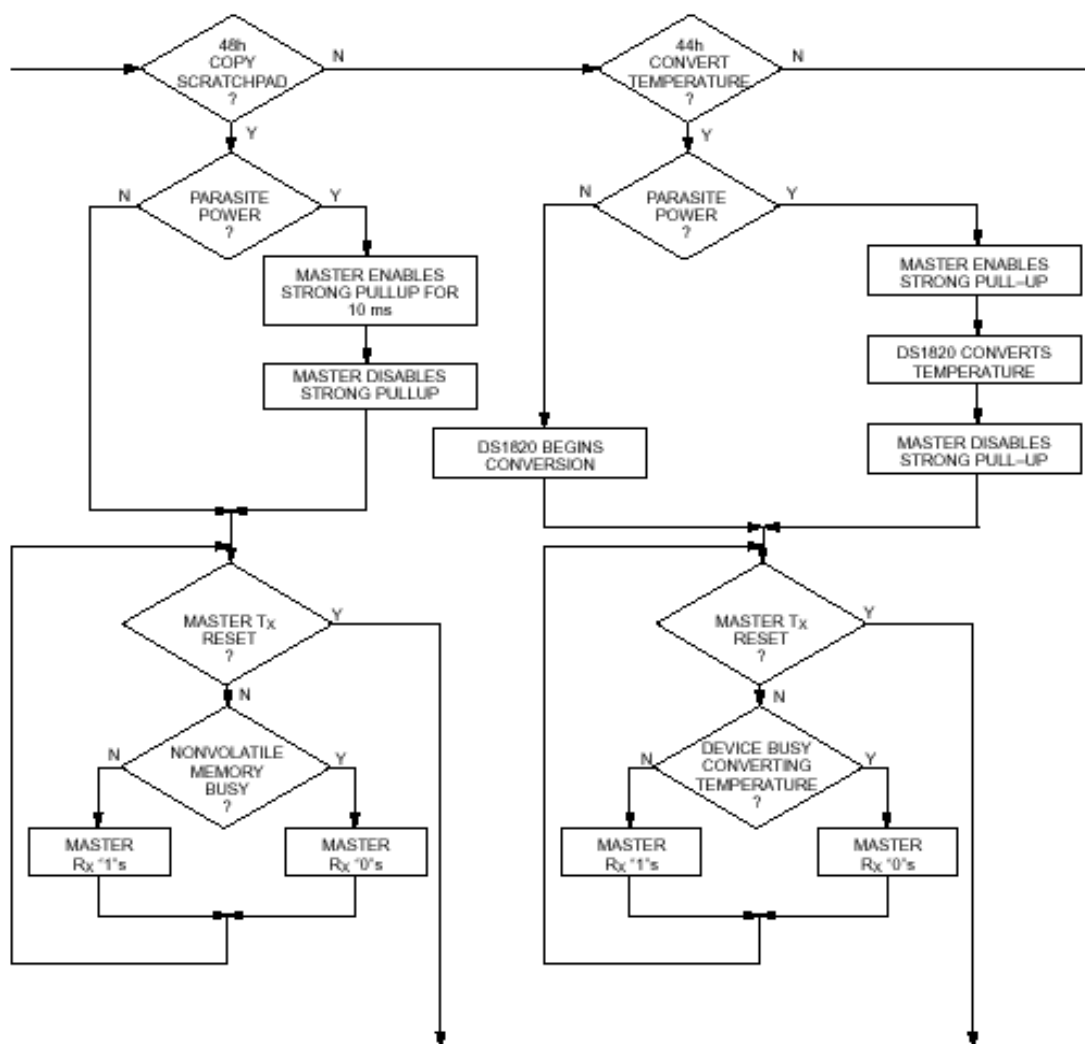 48h
COPY
SCRATCHPAD
?
N
Y
44h
CONVERT
TEMPERATURE
?
N
Y
PARASITE
POWER
?
N
Y
MASTER ENABLES
STRONG PULLUP FOR
10 ms
MASTER DISABLES
STRONG PULLUP
PARASITE
POWER
?
N
Y
MASTER ENABLES
STRONG PULL–UP
DS1820 CONVERTS
TEMPERATURE
MASTER DISABLES
STRONG PULL–UP
DS1820 BEGINS
CONVERSION
MASTER TX
RESET
?
Y
N
NONVOLATILE
MEMORY
BUSY
?
N
Y
MASTER
RX "1"s
MASTER
RX "0"s
MASTER TX
RESET
?
Y
N
DEVICE BUSY
CONVERTING
TEMPERATURE
?
N
Y
MASTER
RX "1"s
MASTER
RX "0"s